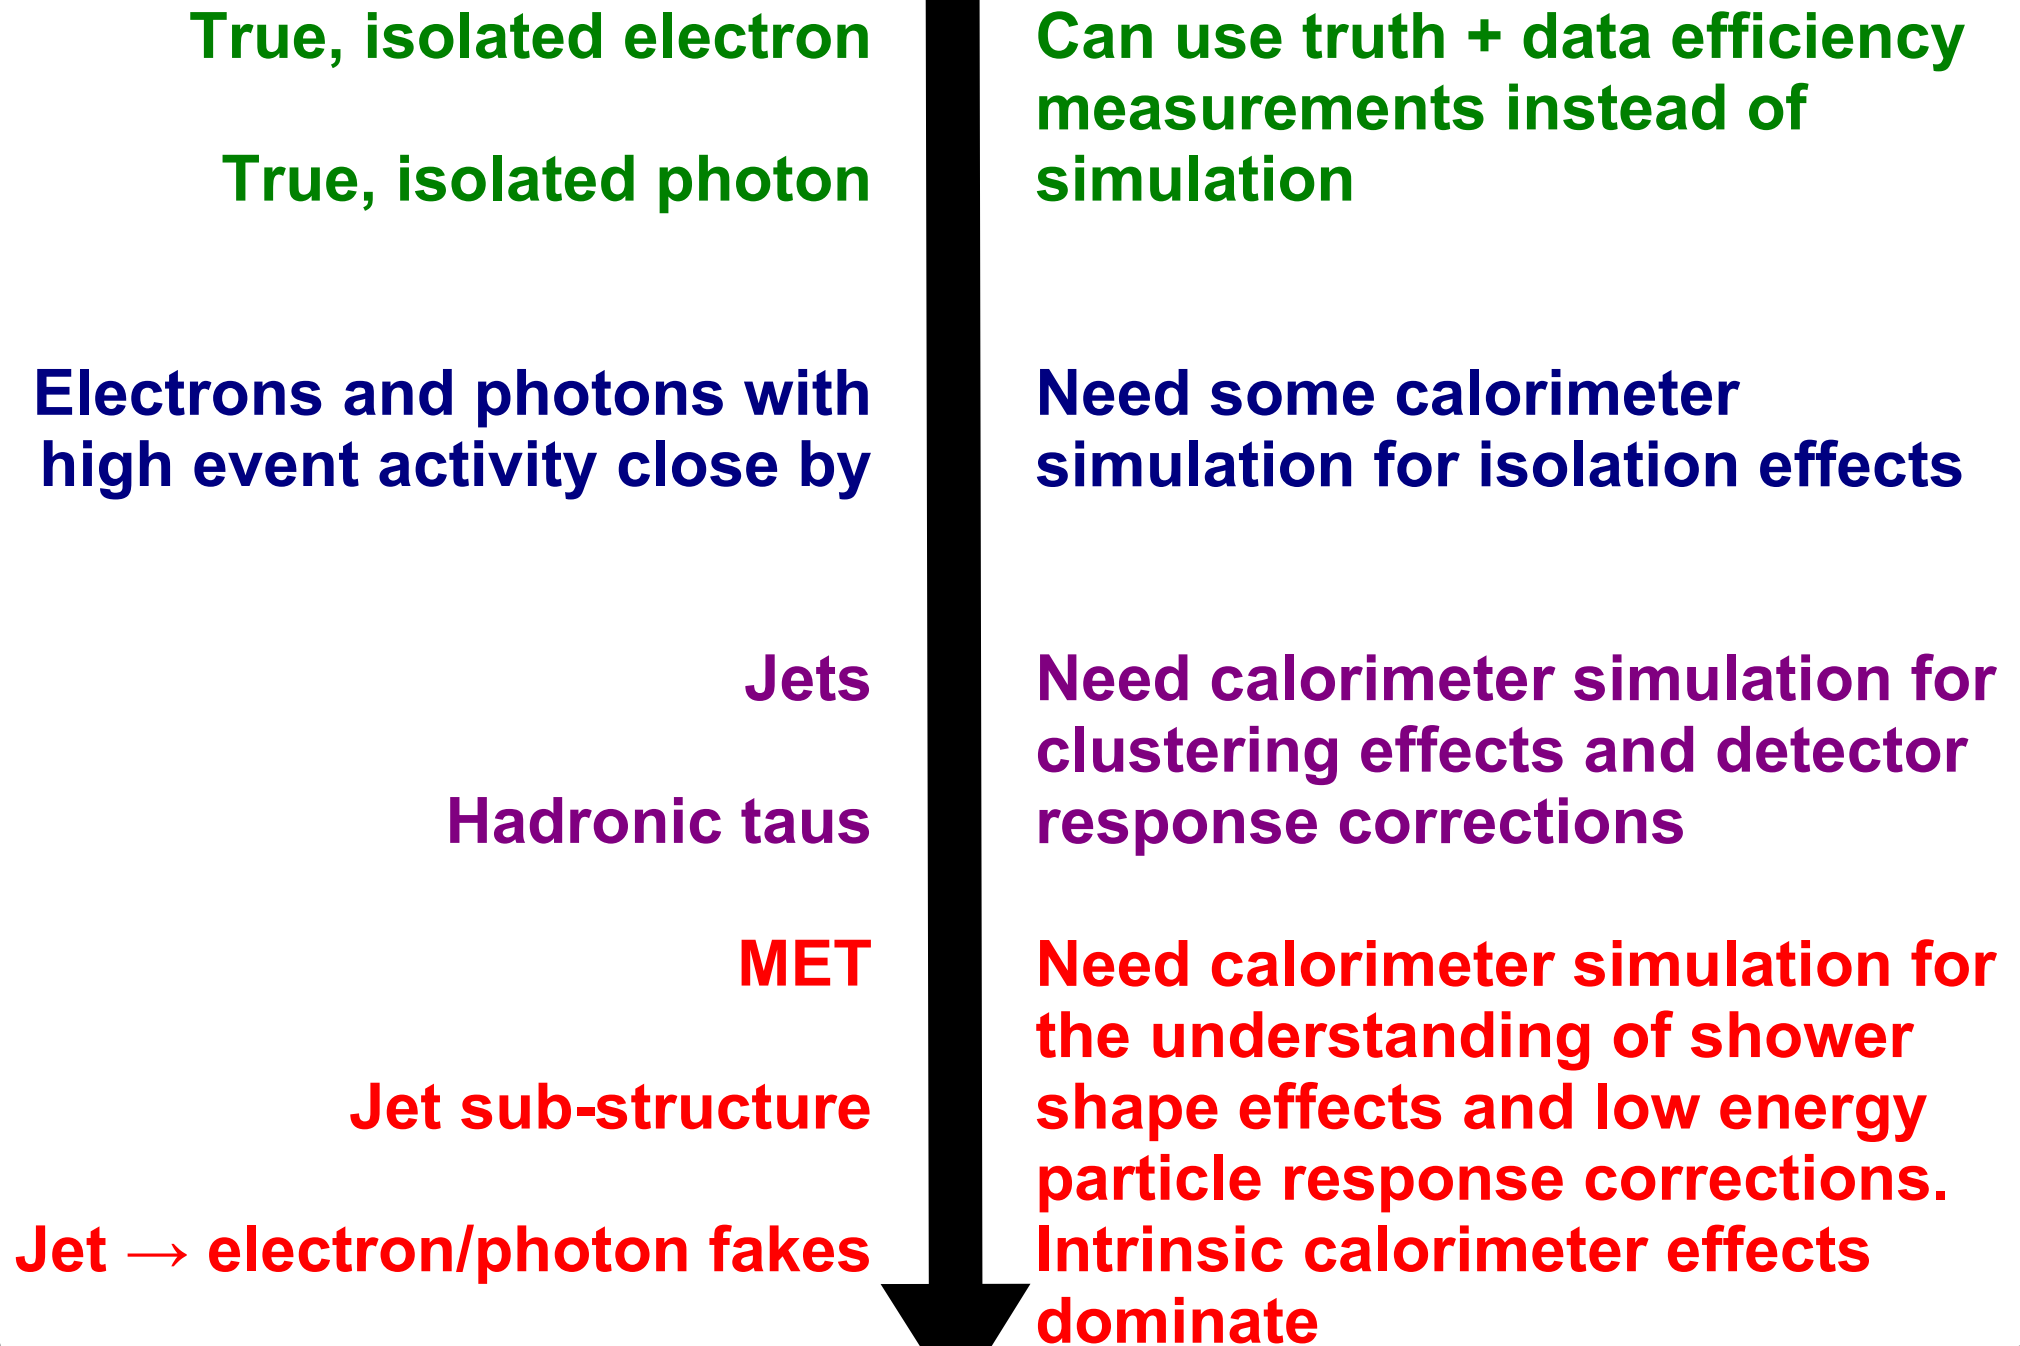 True, isolated electron
True, isolated photon
Can use truth + data efficiency
measurements instead of
simulation
Electrons and photons with
high event activity close by
Need some calorimeter
simulation for isolation effects
Jets
Hadronic taus
Need calorimeter simulation for
clustering effects and detector
response corrections
MET
Jet sub-structure
Jet → electron/photon fakes
Need calorimeter simulation for
the understanding of shower
shape effects and low energy
particle response corrections.
Intrinsic calorimeter effects
dominate